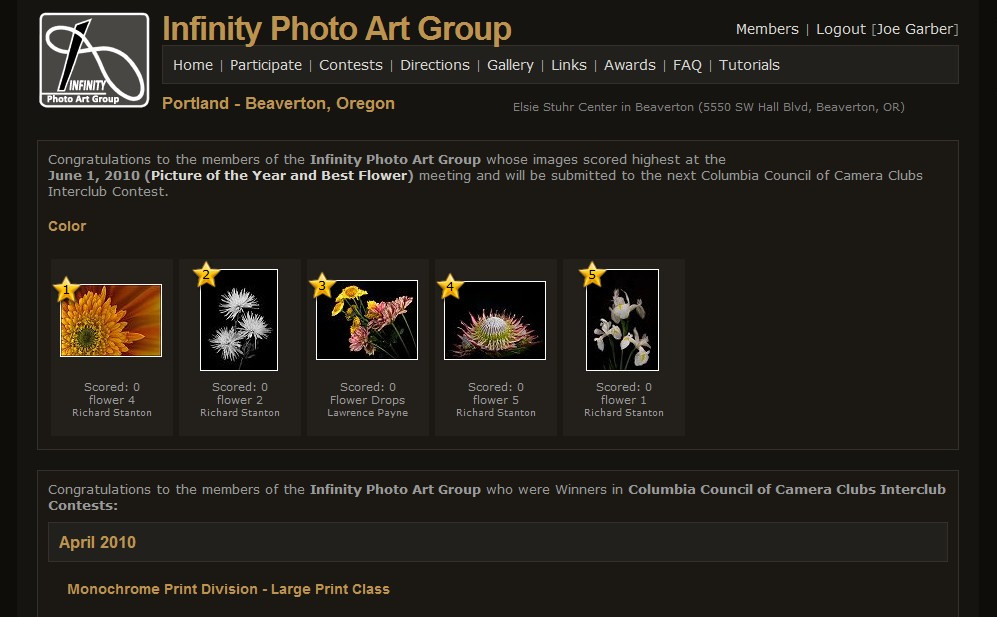 INFINITY
Photo Art Group
Infinity Photo Art Group
Members | Logout [Joe Garber]
Home | Participate | Contests | Directions | Gallery | Links | Awards | FAQ | Tutorials
Portland - Beaverton, Oregon
Elsie Stuhr Center in Beaverton (5550 SW Hall Blvd, Beaverton, OR)
Congratulations to the members of the Infinity Photo Art Group whose images scored highest at the
June 1, 2010 (Picture of the Year and Best Flower) meeting and will be submitted to the next Columbia Council of Camera Clubs
Interclub Contest.
Color
1
2
3
4
5
Scored: 0
flower 4
Richard Stanton
Scored: 0
flower 2
Richard Stanton
Scored: 0
Flower Drops
Lawrence Payne
Scored: 0
flower 5
Richard Stanton
Scored: 0
flower 1
Richard Stanton
Congratulations to the members of the Infinity Photo Art Group who were Winners in Columbia Council of Camera Clubs Interclub
Contests:
April 2010
Monochrome Print Division - Large Print Class